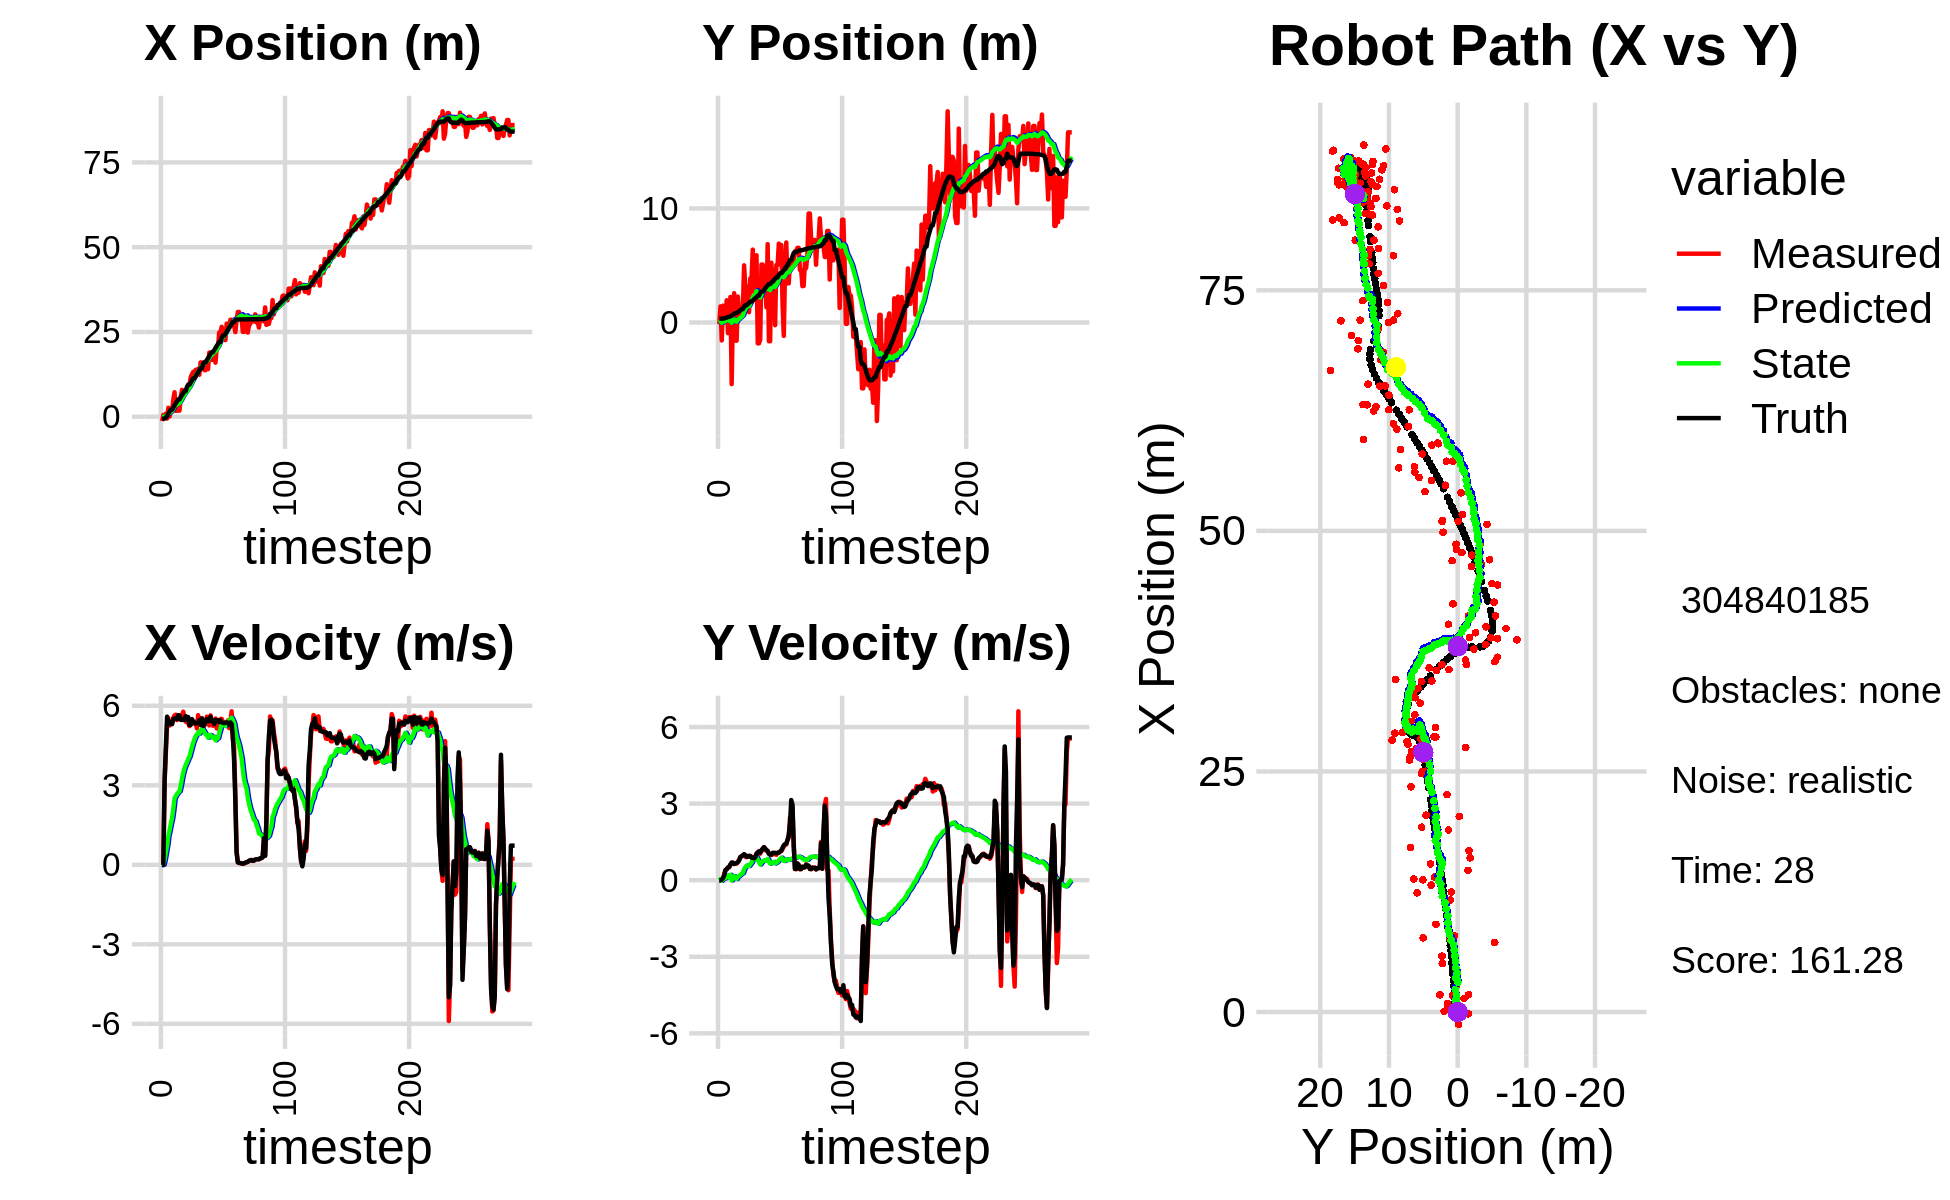 X Position (m)
75
50
25
0
0
100
200
timestep
Y Position (m)
10
0
0
100
200
timestep
X Velocity (m/s)
6
3
0
-3
-6
0
100
200
timestep
Y Velocity (m/s)
6
3
0
-3
-6
0
100
200
timestep
Robot Path (X vs Y)
X Position (m)
75
50
25
0
20 10 0 -10 -20
Y Position (m)
variable
Measured
Predicted
State
Truth
304840185
Obstacles: none
Noise: realistic
Time: 28
Score: 161.28